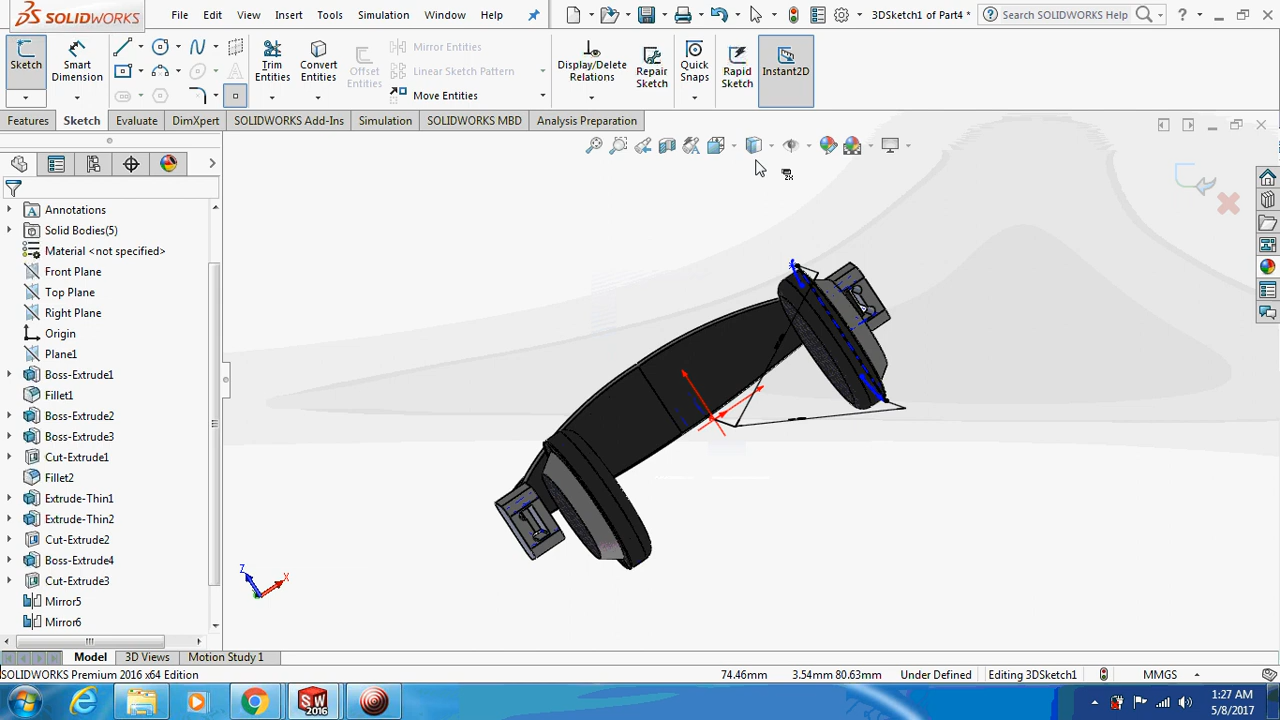 SOLIDWORKS File Edit View Insert Tools Simulation Window Help 3DSketch1 of Part4 * Search SOLIDWORKS Help
Sketch Smart Dimension Trim Entities Convert Entities Offset Entities Mirror Entities Linear Sketch Pattern Move Entities Display/Delete Relations Repair Sketch Quick Snaps Rapid Sketch Instant2D
Features Sketch Evaluate DimXpert SOLIDWORKS Add-Ins Simulation SOLIDWORKS MBD Analysis Preparation
Annotations
Solid Bodies(5)
Material <not specified>
Front Plane
Top Plane
Right Plane
Origin
Plane1
Boss-Extrude1
Fillet1
Boss-Extrude2
Boss-Extrude3
Cut-Extrude1
Fillet2
Extrude-Thin1
Extrude-Thin2
Cut-Extrude2
Boss-Extrude4
Cut-Extrude3
Mirror5
Mirror6
Z X
Model 3D Views Motion Study 1
SOLIDWORKS Premium 2016 x64 Edition 74.46mm 3.54mm 80.63mm Under Defined Editing 3DSketch1 MMGS
SW 2016
1:27 AM
5/8/2017